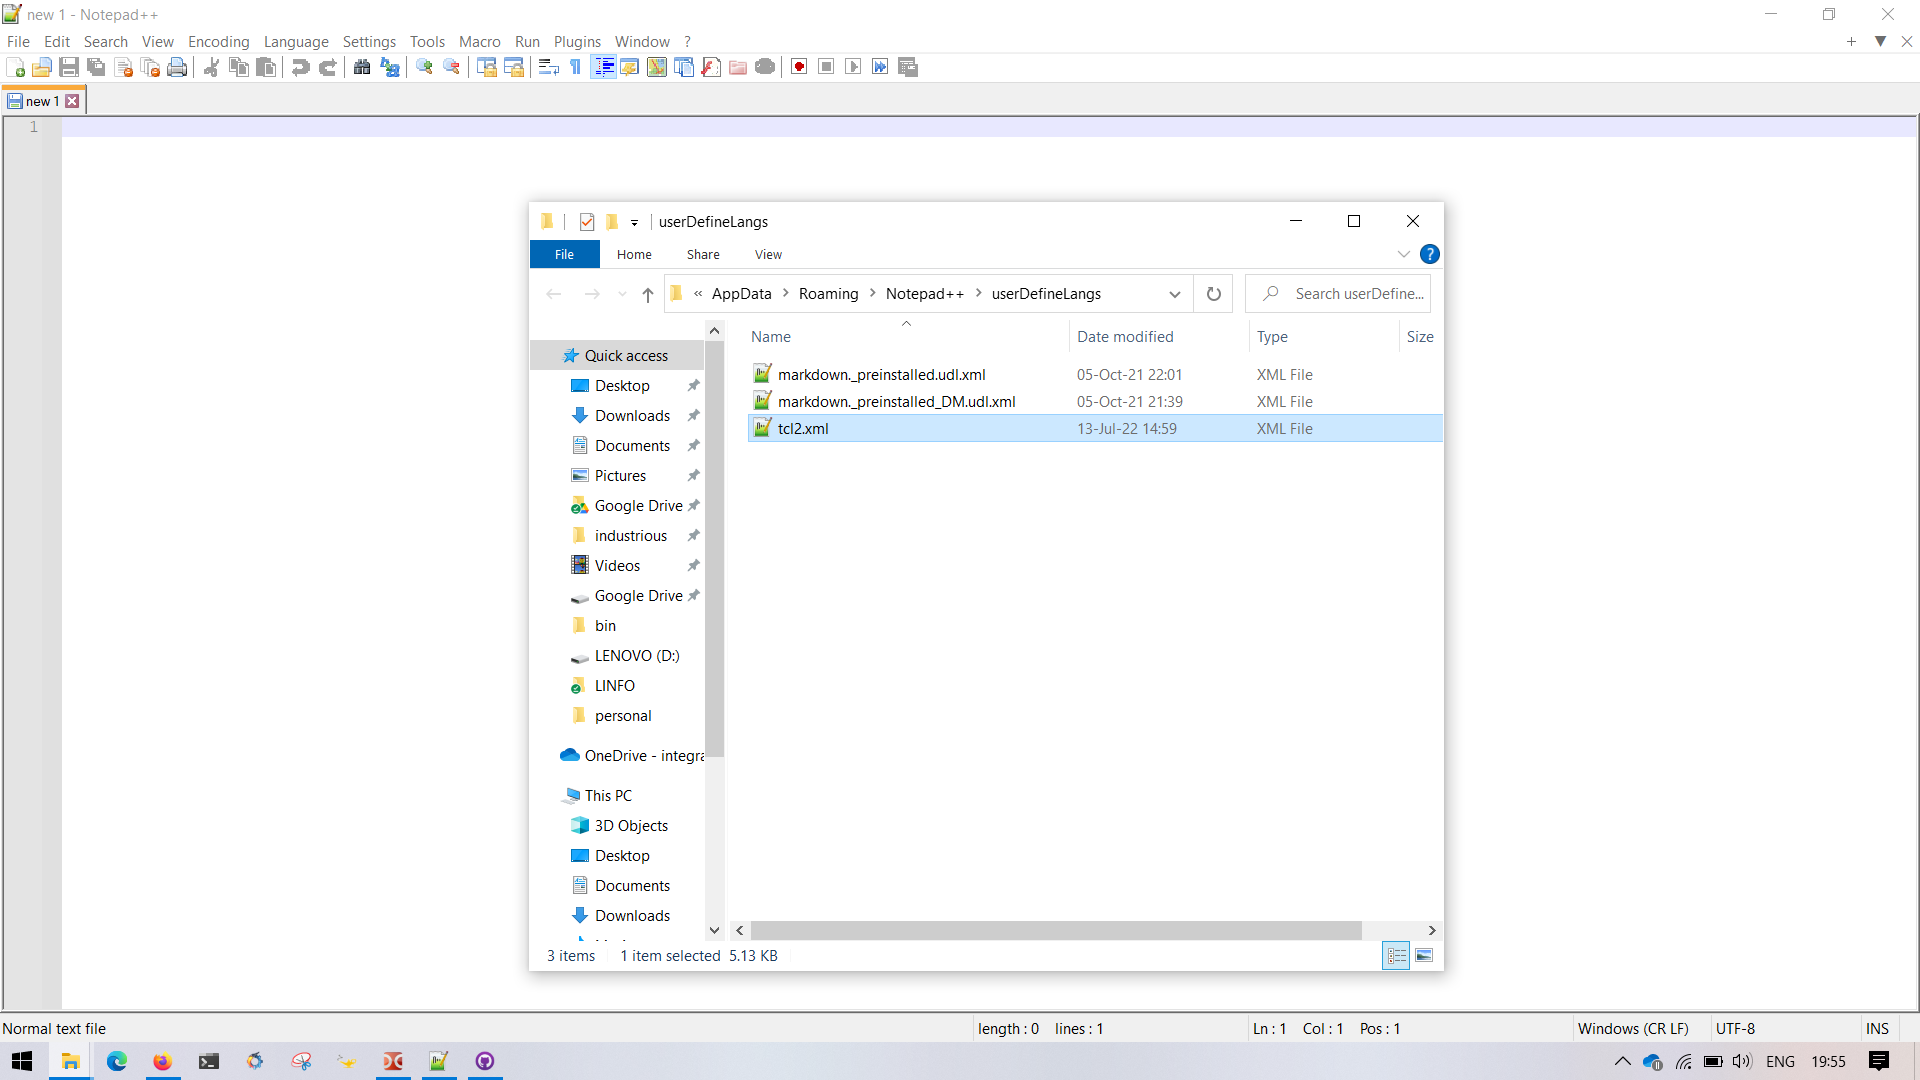 new 1 - Notepad++
File Edit Search View Encoding Language Settings Tools Macro Run Plugins Window ?
new 1
1
userDefineLangs
File Home Share View
« AppData > Roaming > Notepad++ > userDefineLangs
Search userDefine...
Name Date modified Type Size
markdown._preinstalled.udl.xml 05-Oct-21 22:01 XML File
markdown._preinstalled_DM.udl.xml 05-Oct-21 21:39 XML File
tcl2.xml 13-Jul-22 14:59 XML File
Quick access
Desktop
Downloads
Documents
Pictures
Google Drive
industrious
Videos
Google Drive
bin
LENOVO (D:)
LINFO
personal
OneDrive - integra
This PC
3D Objects
Desktop
Documents
Downloads
3 items 1 item selected 5.13 KB
Normal text file length : 0 lines : 1 Ln : 1 Col : 1 Pos : 1 Windows (CR LF) UTF-8 INS
ENG 19:55